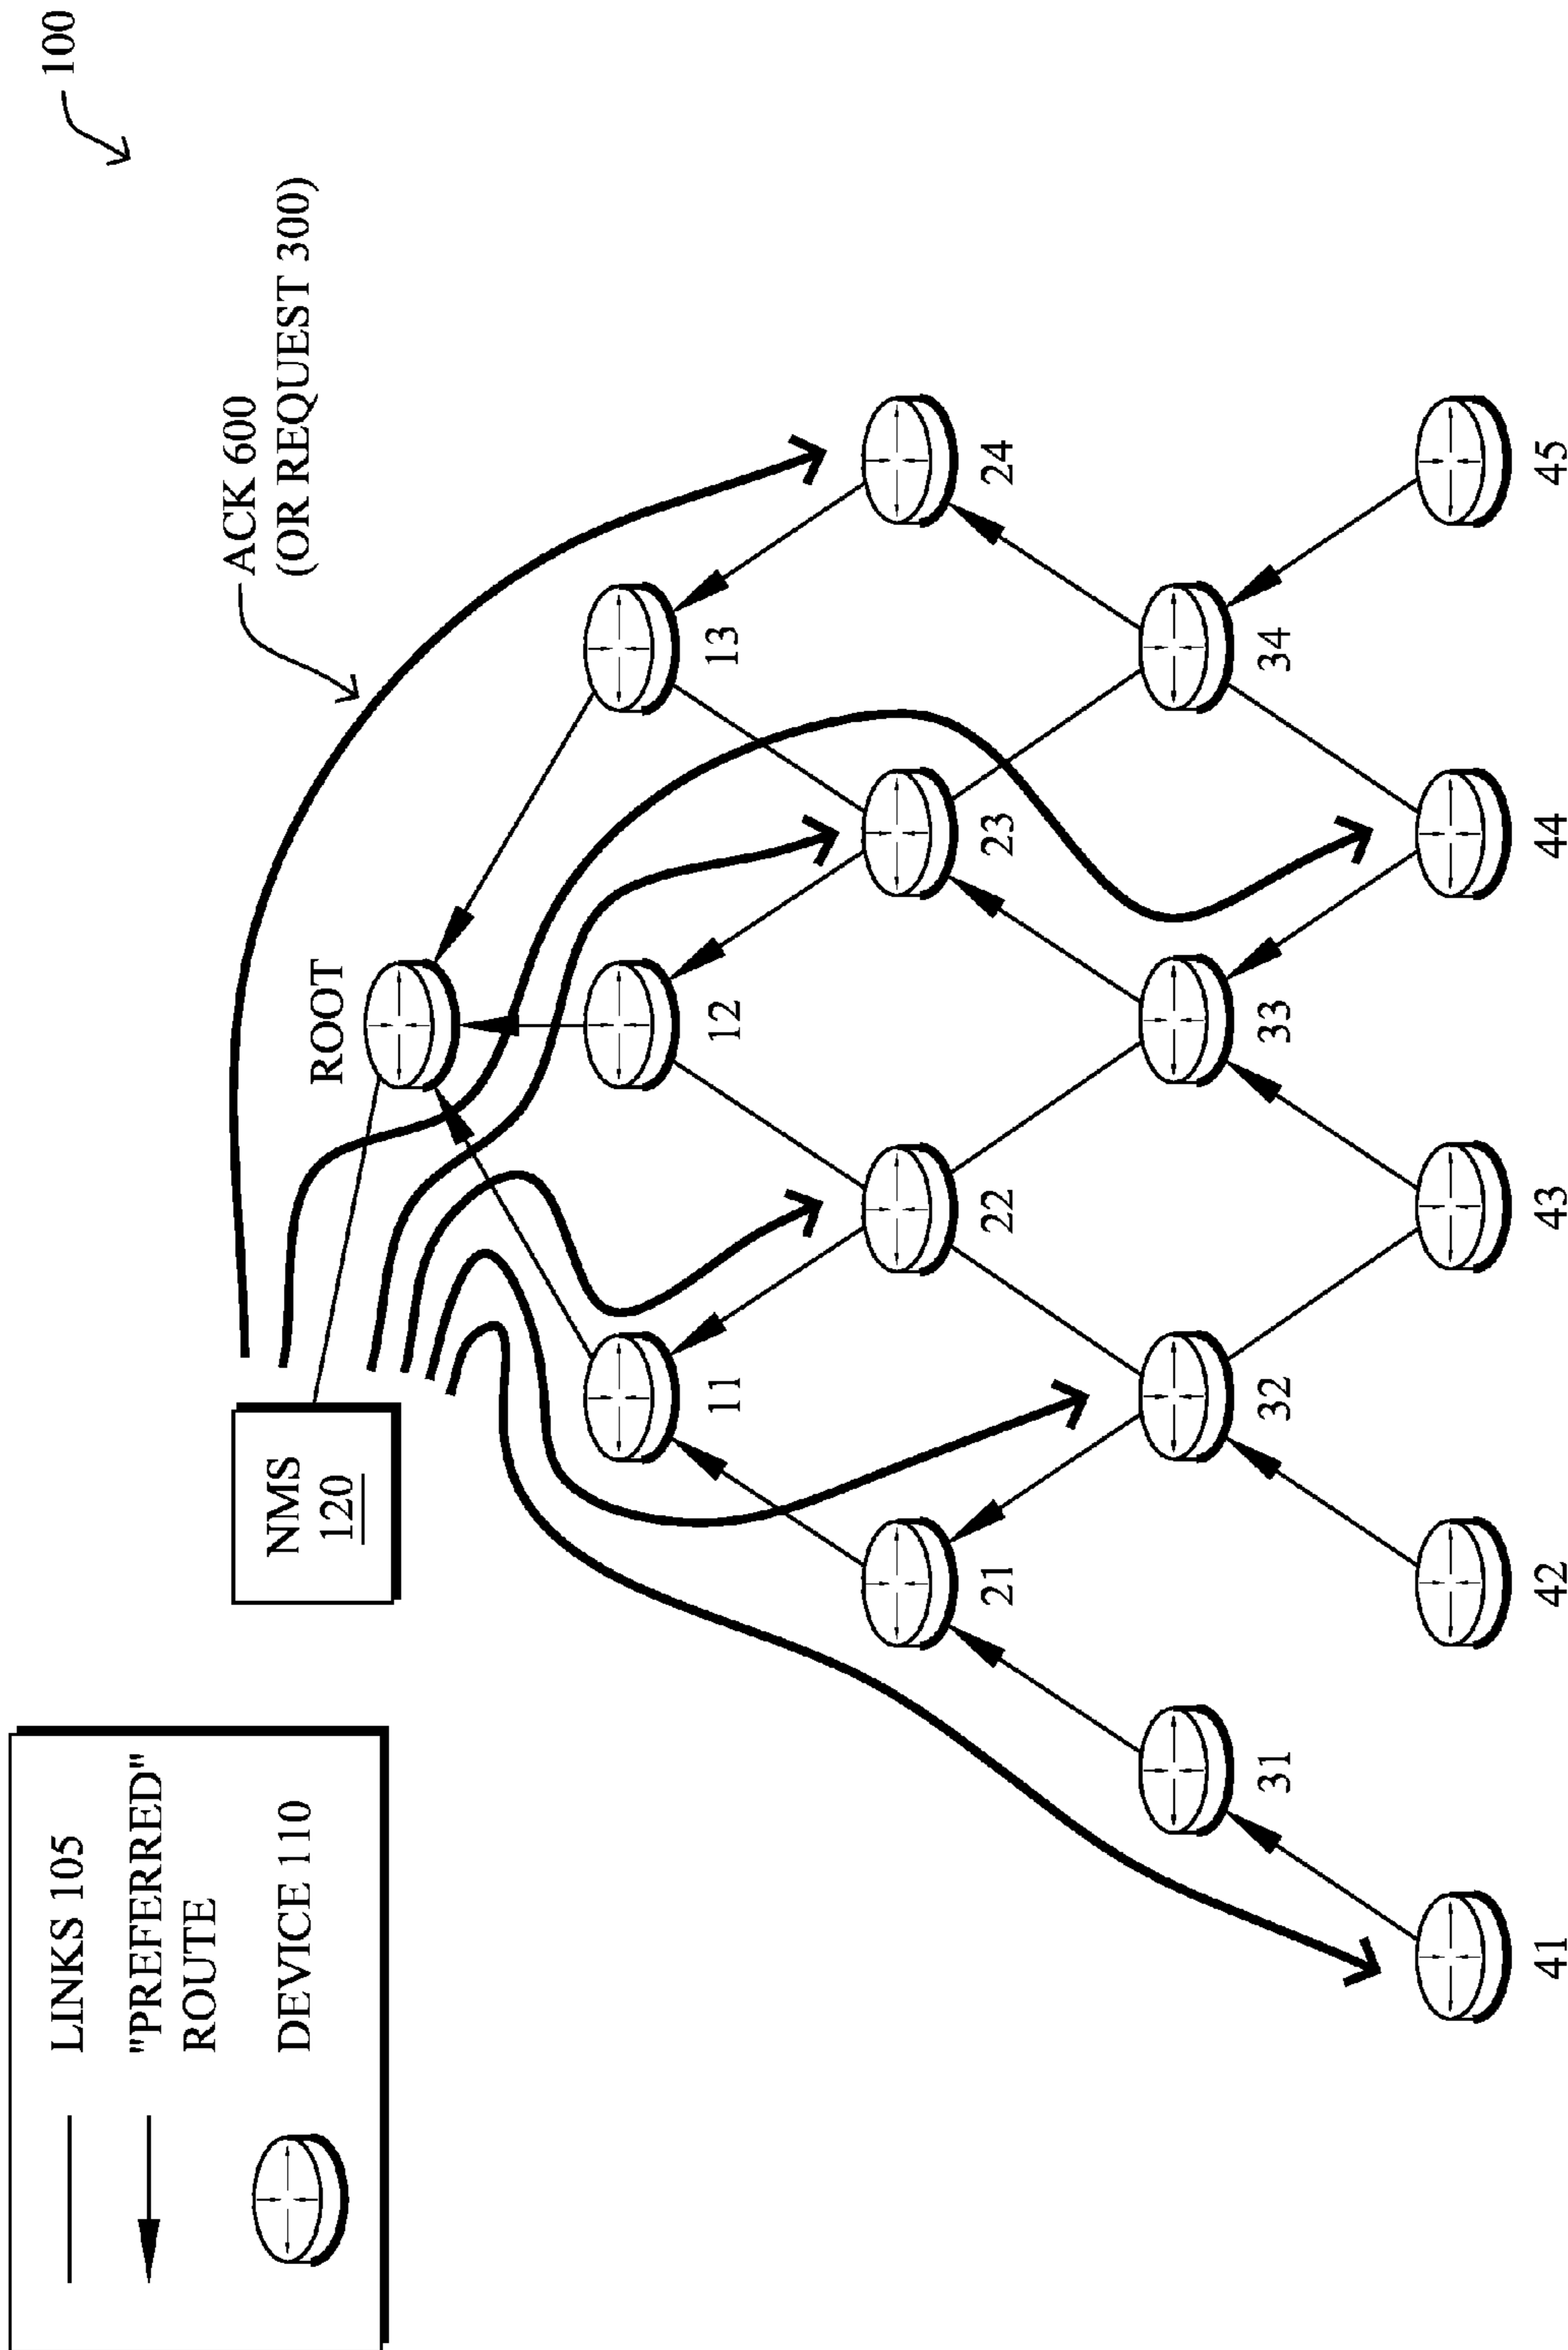 100
LINKS 105
"PREFERRED"
ROUTE
DEVICE 110
NMS
120
ACK 600
(OR REQUEST 300)
ROOT
11
12
13
21
22
23
24
31
32
33
34
41
42
43
44
45